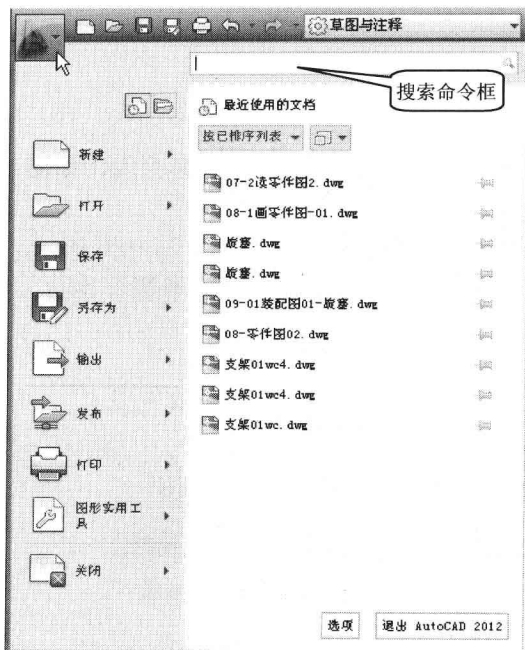 草图与注释
搜索命令框
最近使用的文档
按已排序列表
新建
打开
保存
另存为
输出
发布
打印
图形实用工
具
关闭
07-2读零件图2.dwg
08-1画零件图-01.dwg
旋塞.dwg
旋塞.dwg
09-01装配图01-旋塞.dwg
08-零件图02.dwg
支架01wc4.dwg
支架01wc4.dwg
支架01wc.dwg
选项
退出 AutoCAD 2012